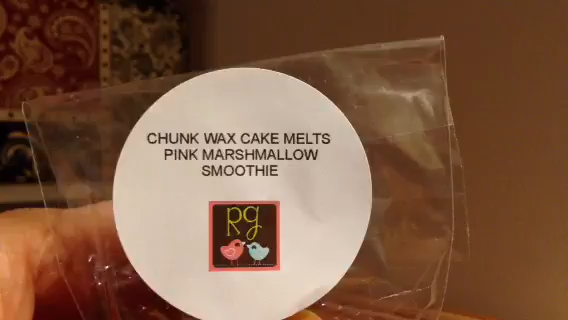 CHUNK WAX CAKE MELTS
PINK MARSHMALLOW
SMOOTHIE
Rg